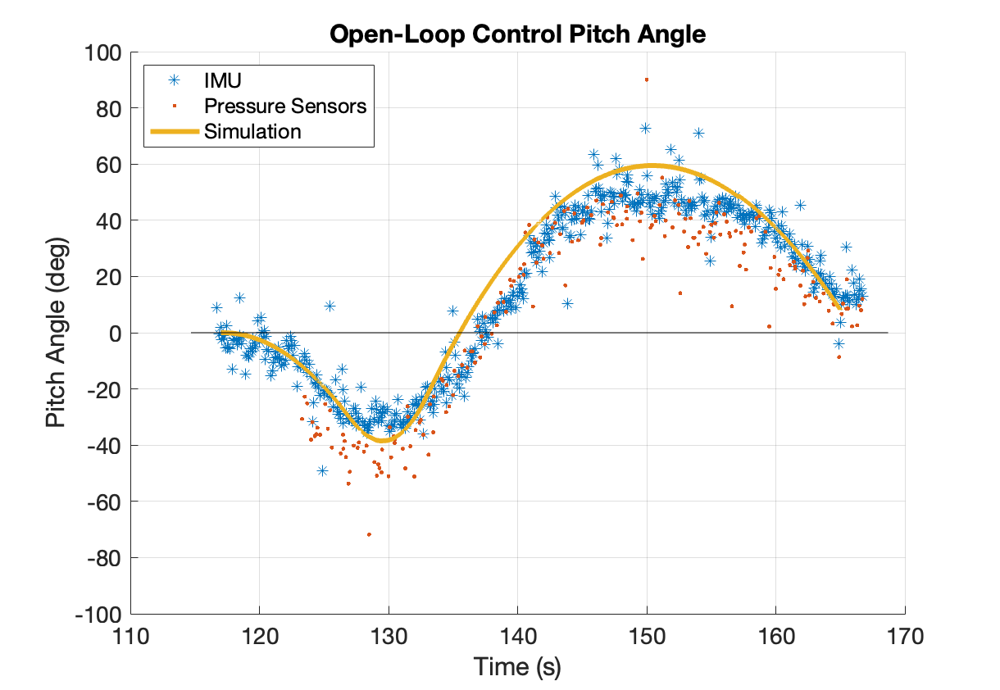 Open-Loop Control Pitch Angle
100
80
60
40
20
0
-20
-40
-60
-80
-100
IMU
Pressure Sensors
Simulation
Pitch Angle (deg)
110 120 130 140 150 160 170
Time (s)